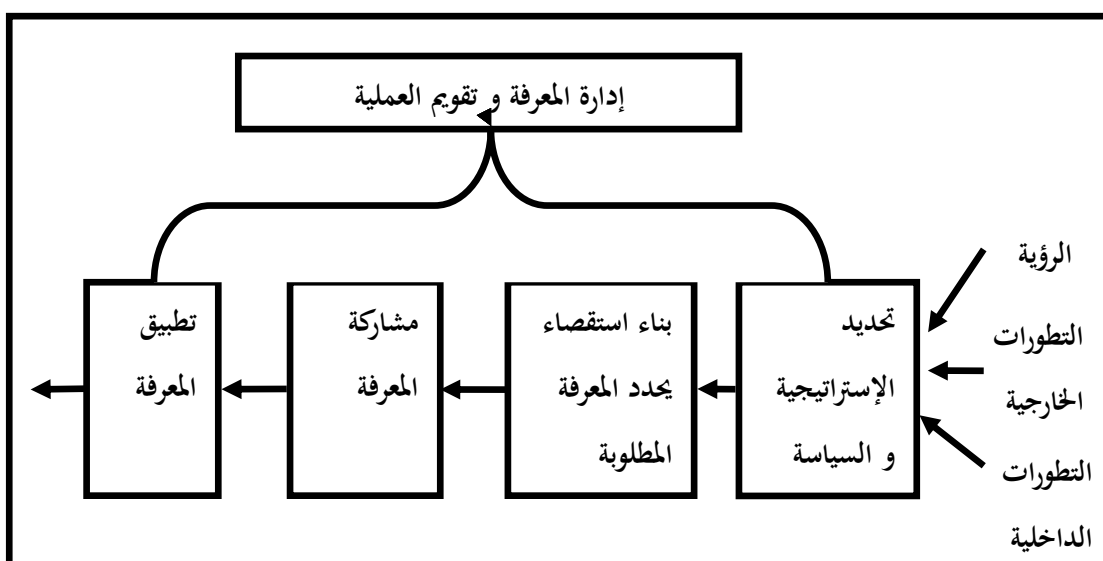 إدارة المعرفة و تقويم العملية
الرؤية
التطورات
الخارجية
التطورات
الداخلية
تحديد
الإستراتيجية
و السياسة
بناء استقصاء
يحدد المعرفة
المطلوبة
مشاركة
المعرفة
تطبيق
المعرفة